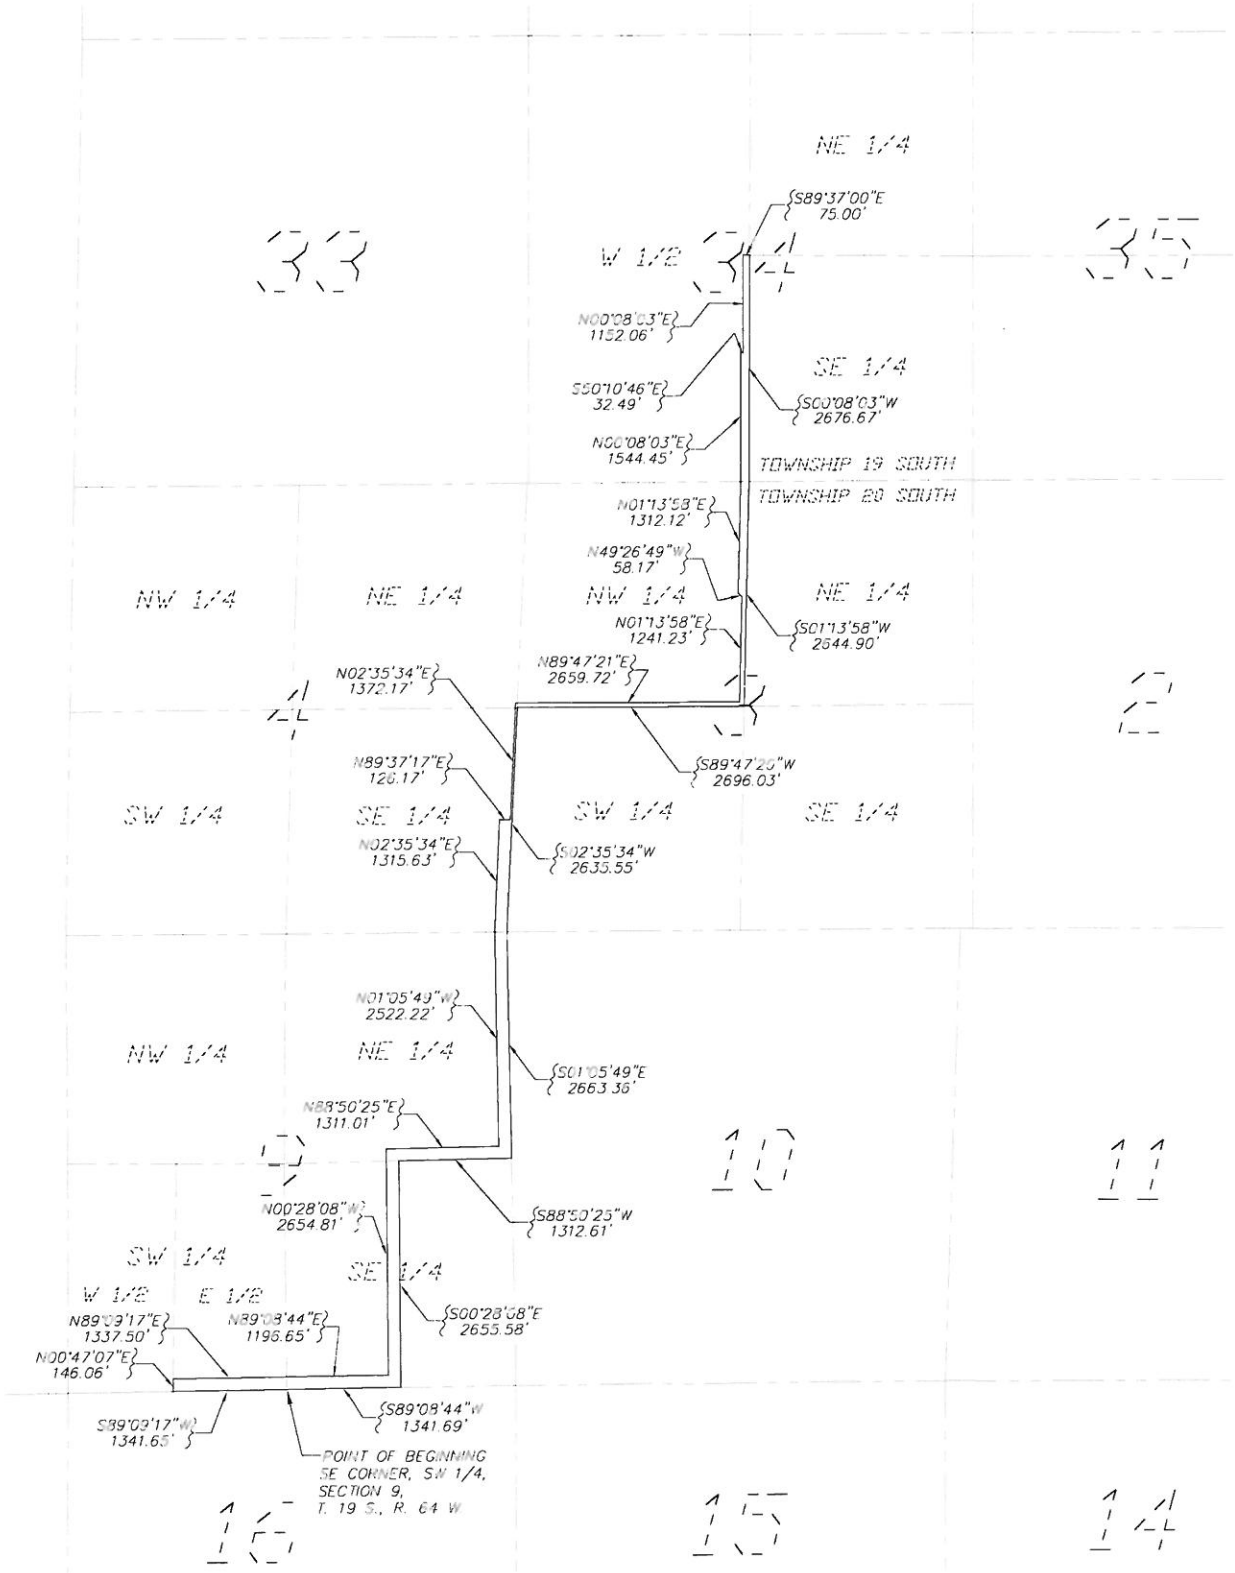 NE 1/4
S89°37'00"E
75.00'
33
W 1/2
34
35
N00°08'03"E
1152.06'
SE 1/4
S50°10'46"E
32.49'
S00°08'03"W
2676.67'
N00°08'03"E
1544.45'
TOWNSHIP 19 SOUTH
TOWNSHIP 20 SOUTH
N01°13'58"E
1312.12'
N49°26'49"W
58.17'
NW 1/4
NE 1/4
NW 1/4
NE 1/4
N01°13'58"E
1241.23'
S01°13'58"W
2644.90'
N89°47'21"E
2659.72'
N02°35'34"E
1372.17'
4
3
2
N89°37'17"E
126.17'
S89°47'26"W
2696.03'
SW 1/4
SE 1/4
SW 1/4
SE 1/4
N02°35'34"E
1315.63'
S02°35'34"W
2635.55'
N01°05'49"W
2522.22'
NW 1/4
NE 1/4
S01°05'49"E
2663.36'
N88°50'25"E
1311.01'
9
10
11
N00°28'08"W
2654.81'
S88°50'25"W
1312.61'
SW 1/4
SE 1/4
W 1/2
E 1/2
N89°09'17"E
1337.50'
N89°08'44"E
1196.65'
S00°28'08"E
2655.58'
N00°47'07"E
146.06'
S89°09'17"W
1341.65'
S89°08'44"W
1341.69'
POINT OF BEGINNING
SE CORNER, SW 1/4,
SECTION 9,
T. 19 S., R. 64 W
16
15
14